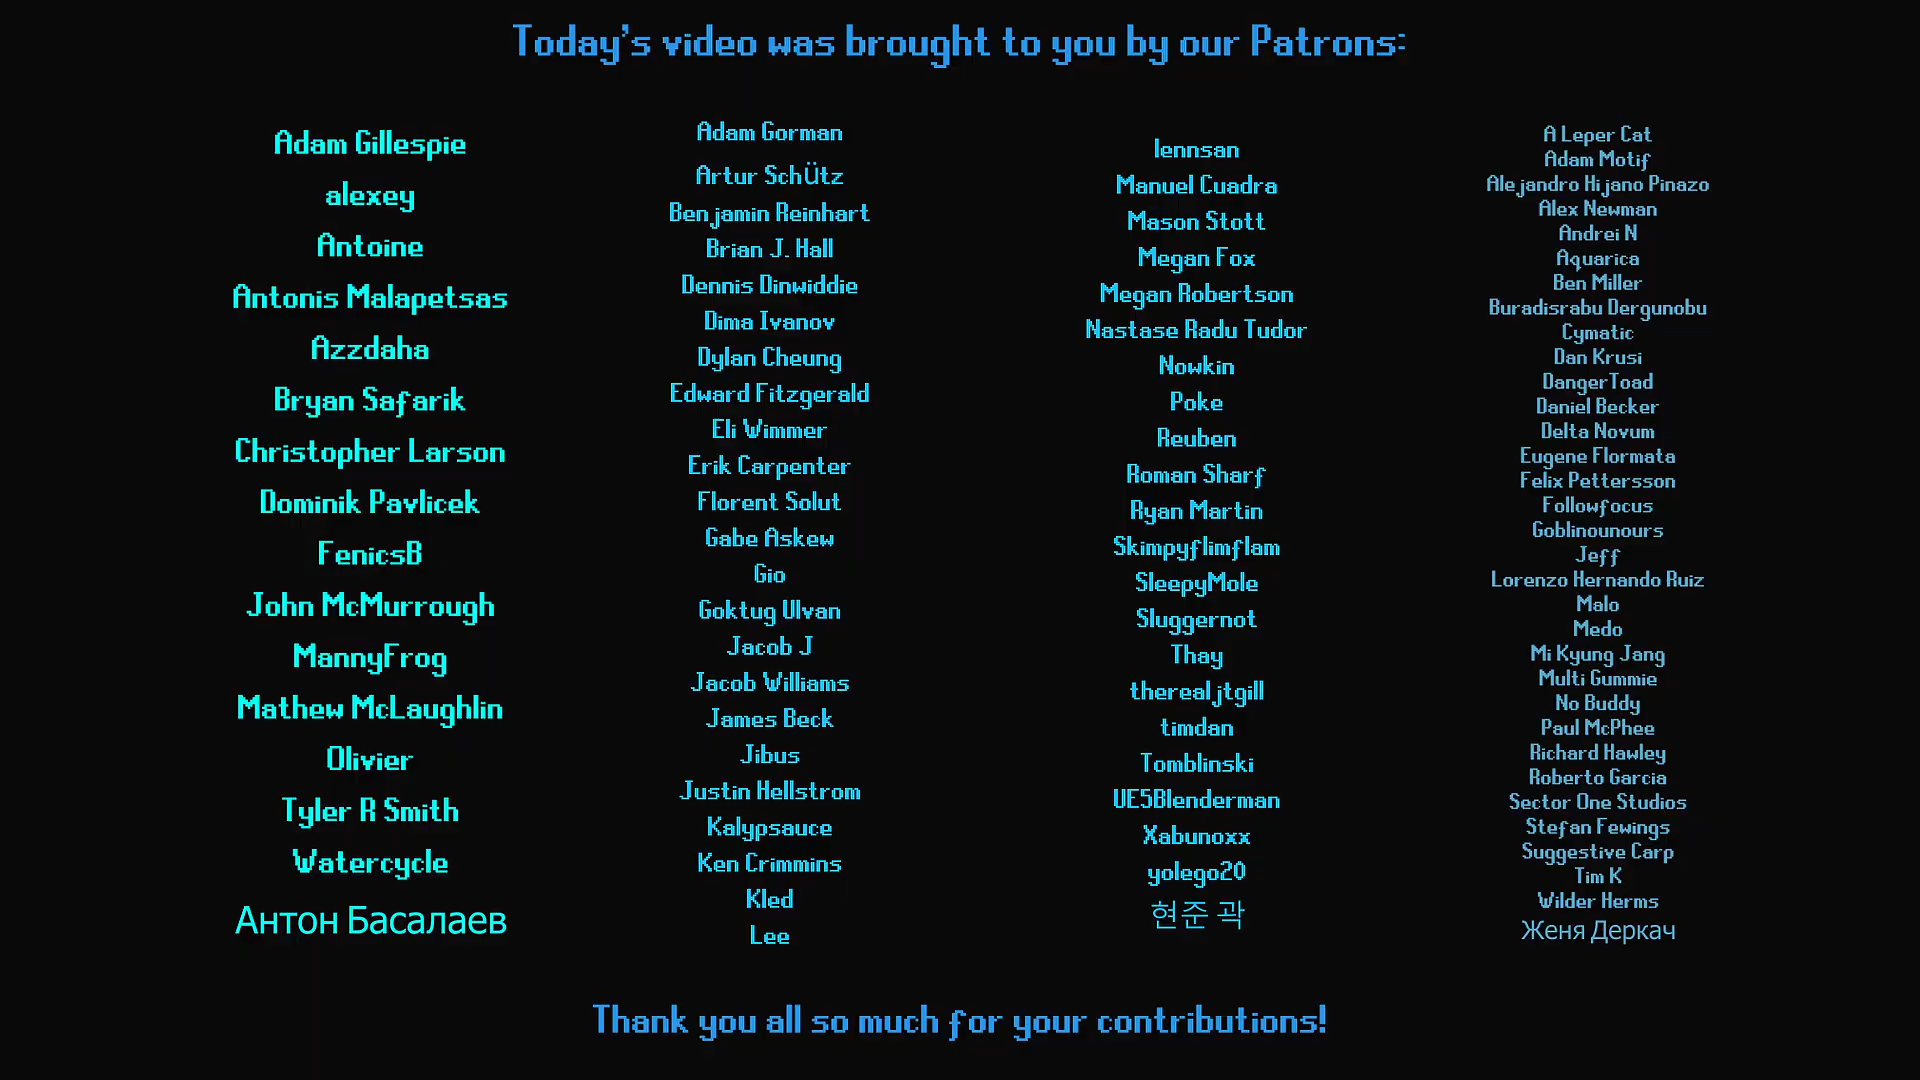 Today's video was brought to you by our Patrons:
Adam Gillespie
alexey
Antoine
Antonis Malapetsas
Azzdaha
Bryan Safarik
Christopher Larson
Dominik Pavlicek
FenicsB
John McMurrough
MannyFrog
Mathew McLaughlin
Olivier
Tyler R Smith
Watercycle
Антон Басалаев
Adam Gorman
Artur SchÜtz
Benjamin Reinhart
Brian J. Hall
Dennis Dinwiddie
Dima Ivanov
Dylan Cheung
Edward Fitzgerald
Eli Wimmer
Erik Carpenter
Florent Solut
Gabe Askew
Gio
Goktug Ulvan
Jacob J
Jacob Williams
James Beck
Jibus
Justin Hellstrom
Kalypsauce
Ken Crimmins
Kled
Lee
lennsan
Manuel Cuadra
Mason Stott
Megan Fox
Megan Robertson
Nastase Radu Tudor
Nowkin
Poke
Reuben
Roman Sharf
Ryan Martin
Skimpyflimflam
SleepyMole
Sluggernot
Thay
therealjtgill
timdan
Tomblinski
UE5Blenderman
Xabunoxx
yolego20
현준 곽
A Leper Cat
Adam Motif
Alejandro Hijano Pinazo
Alex Newman
Andrei N
Aquarica
Ben Miller
Buradisrabu Dergunobu
Cymatic
Dan Krusi
DangerToad
Daniel Becker
Delta Novum
Eugene Flormata
Felix Pettersson
Followfocus
Goblinounours
Jeff
Lorenzo Hernando Ruiz
Malo
Medo
Mi Kyung Jang
Multi Gummie
No Buddy
Paul McPhee
Richard Hawley
Roberto Garcia
Sector One Studios
Stefan Fewings
Suggestive Carp
Tim K
Wilder Herms
Женя Деркач
Thank you all so much for your contributions!